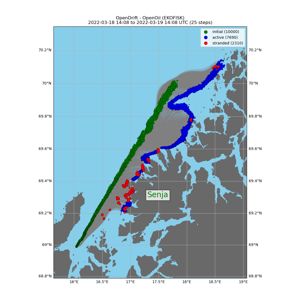 OpenDrift - OpenOil (EKOFISK)
2022-03-18 14:08 to 2022-03-19 14:08 UTC (25 steps)
initial (10000)
active (7690)
stranded (2310)
70.2°N
70.2°N
70°N
70°N
69.8°N
69.8°N
69.6°N
69.6°N
69.4°N
69.4°N
Senja
69.2°N
69.2°N
69°N
69°N
68.8°N
68.8°N
16°E
16.5°E
17°E
17.5°E
18°E
18.5°E
19°E